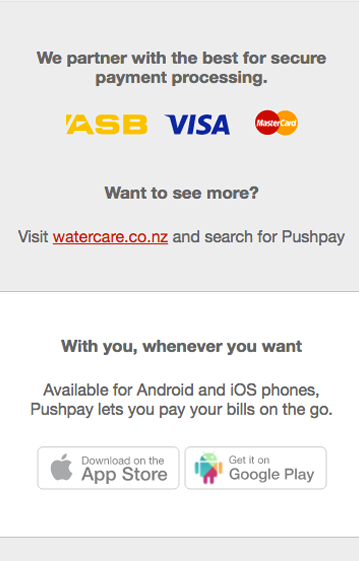 We partner with the best for secure
payment processing.
ASB VISA MasterCard
Want to see more?
Visit watercare.co.nz and search for Pushpay
With you, whenever you want
Available for Android and iOS phones,
Pushpay lets you pay your bills on the go.
Download on the
App Store
Get it on
Google Play